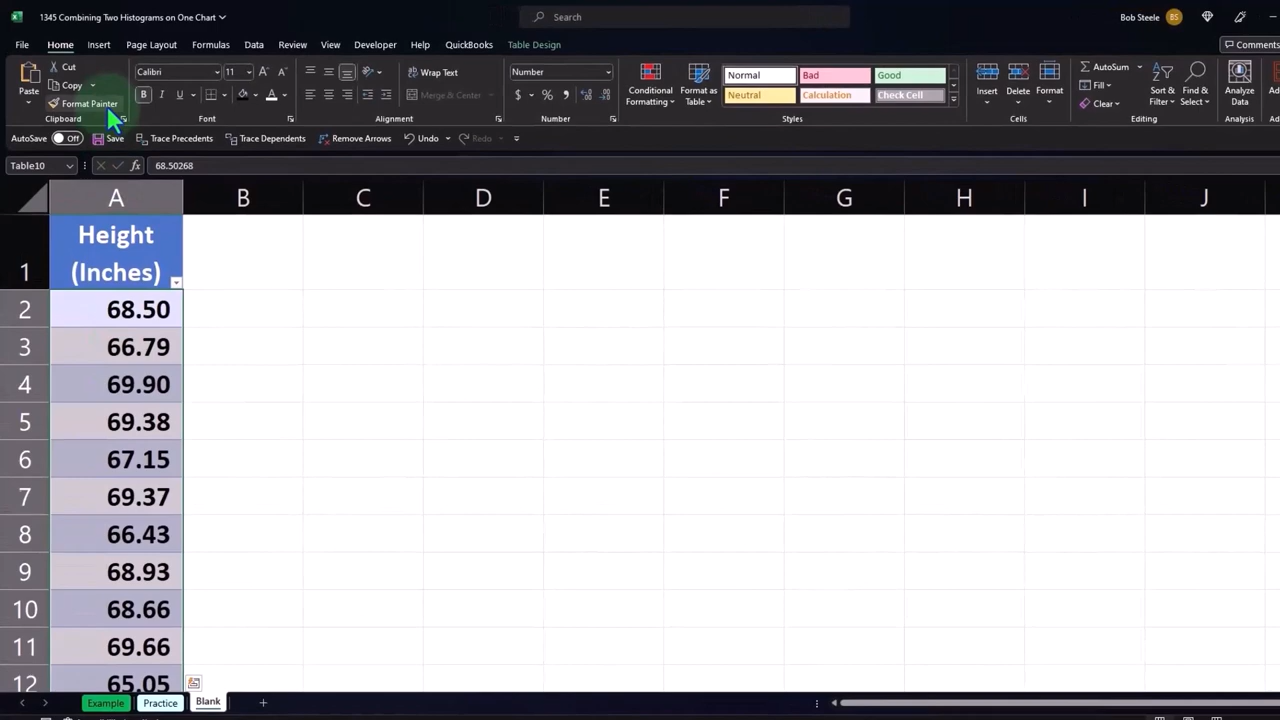 1345 Combining Two Histograms on One Chart
Search
Bob Steele BS
File Home Insert Page Layout Formulas Data Review View Developer Help QuickBooks Table Design Comments
Paste
Cut
Copy
Format Painter
Clipboard
Calibri 11
B I
Font
Wrap Text
Merge & Center
Alignment
Number
$ % 9
Number
Conditional Formatting
Format as Table
Normal Bad Good
Neutral Calculation Check Cell
Styles
Insert Delete Format
Cells
AutoSum
Fill
Clear
Sort & Filter
Find & Select
Editing
Analyze Data
Analysis
AutoSave Off Save Trace Precedents Trace Dependents Remove Arrows Undo Redo
Table10 fx 68.50268
A B C D E F G H I J
1 Height (Inches)
2 68.50
3 66.79
4 69.90
5 69.38
6 67.15
7 69.37
8 66.43
9 68.93
10 68.66
11 69.66
12 65.05
Example Practice Blank